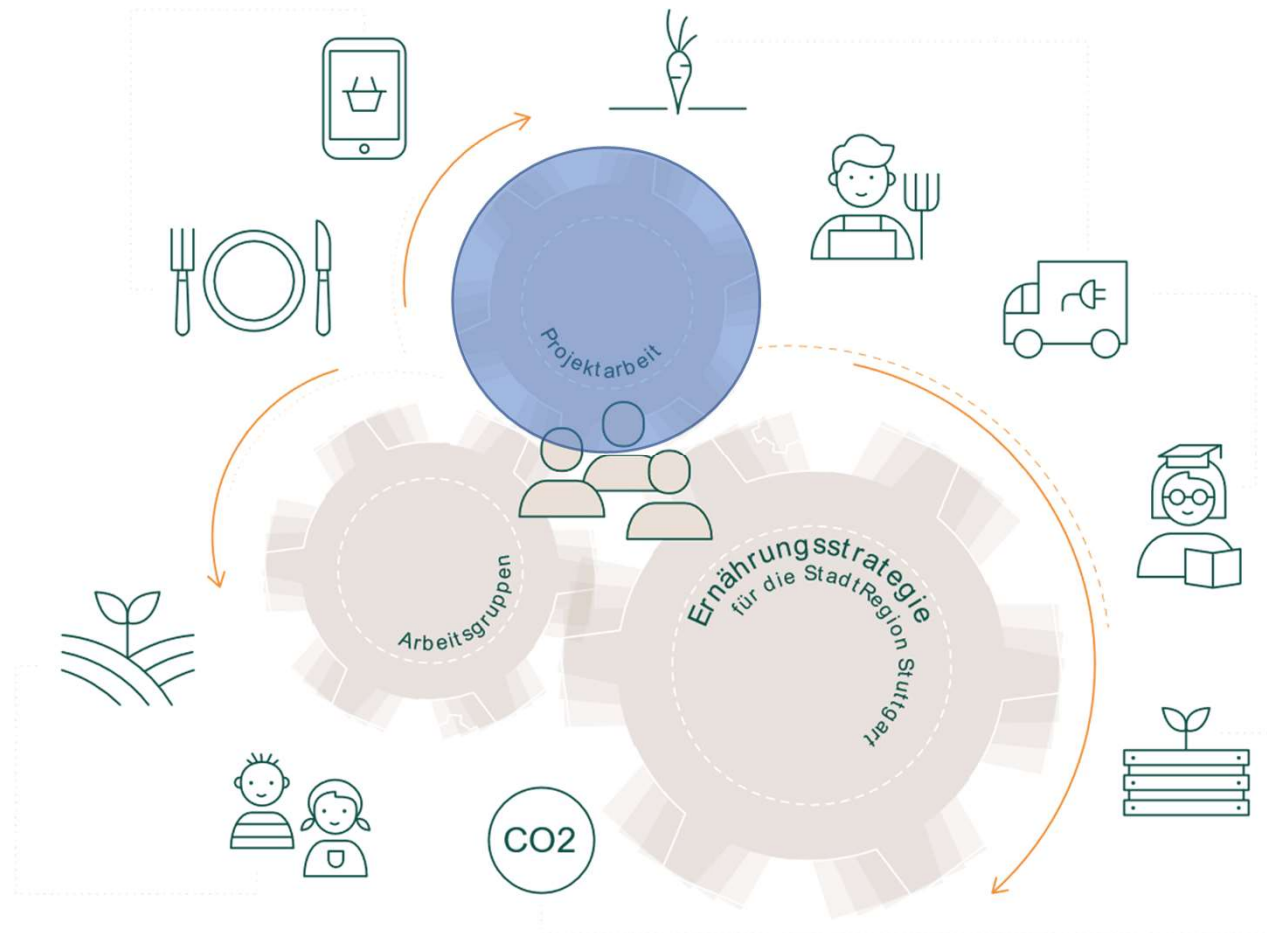 Projektarbeit
Arbeitsgruppen
Ernährungsstrategie
für die StadtRegion Stuttgart
CO2